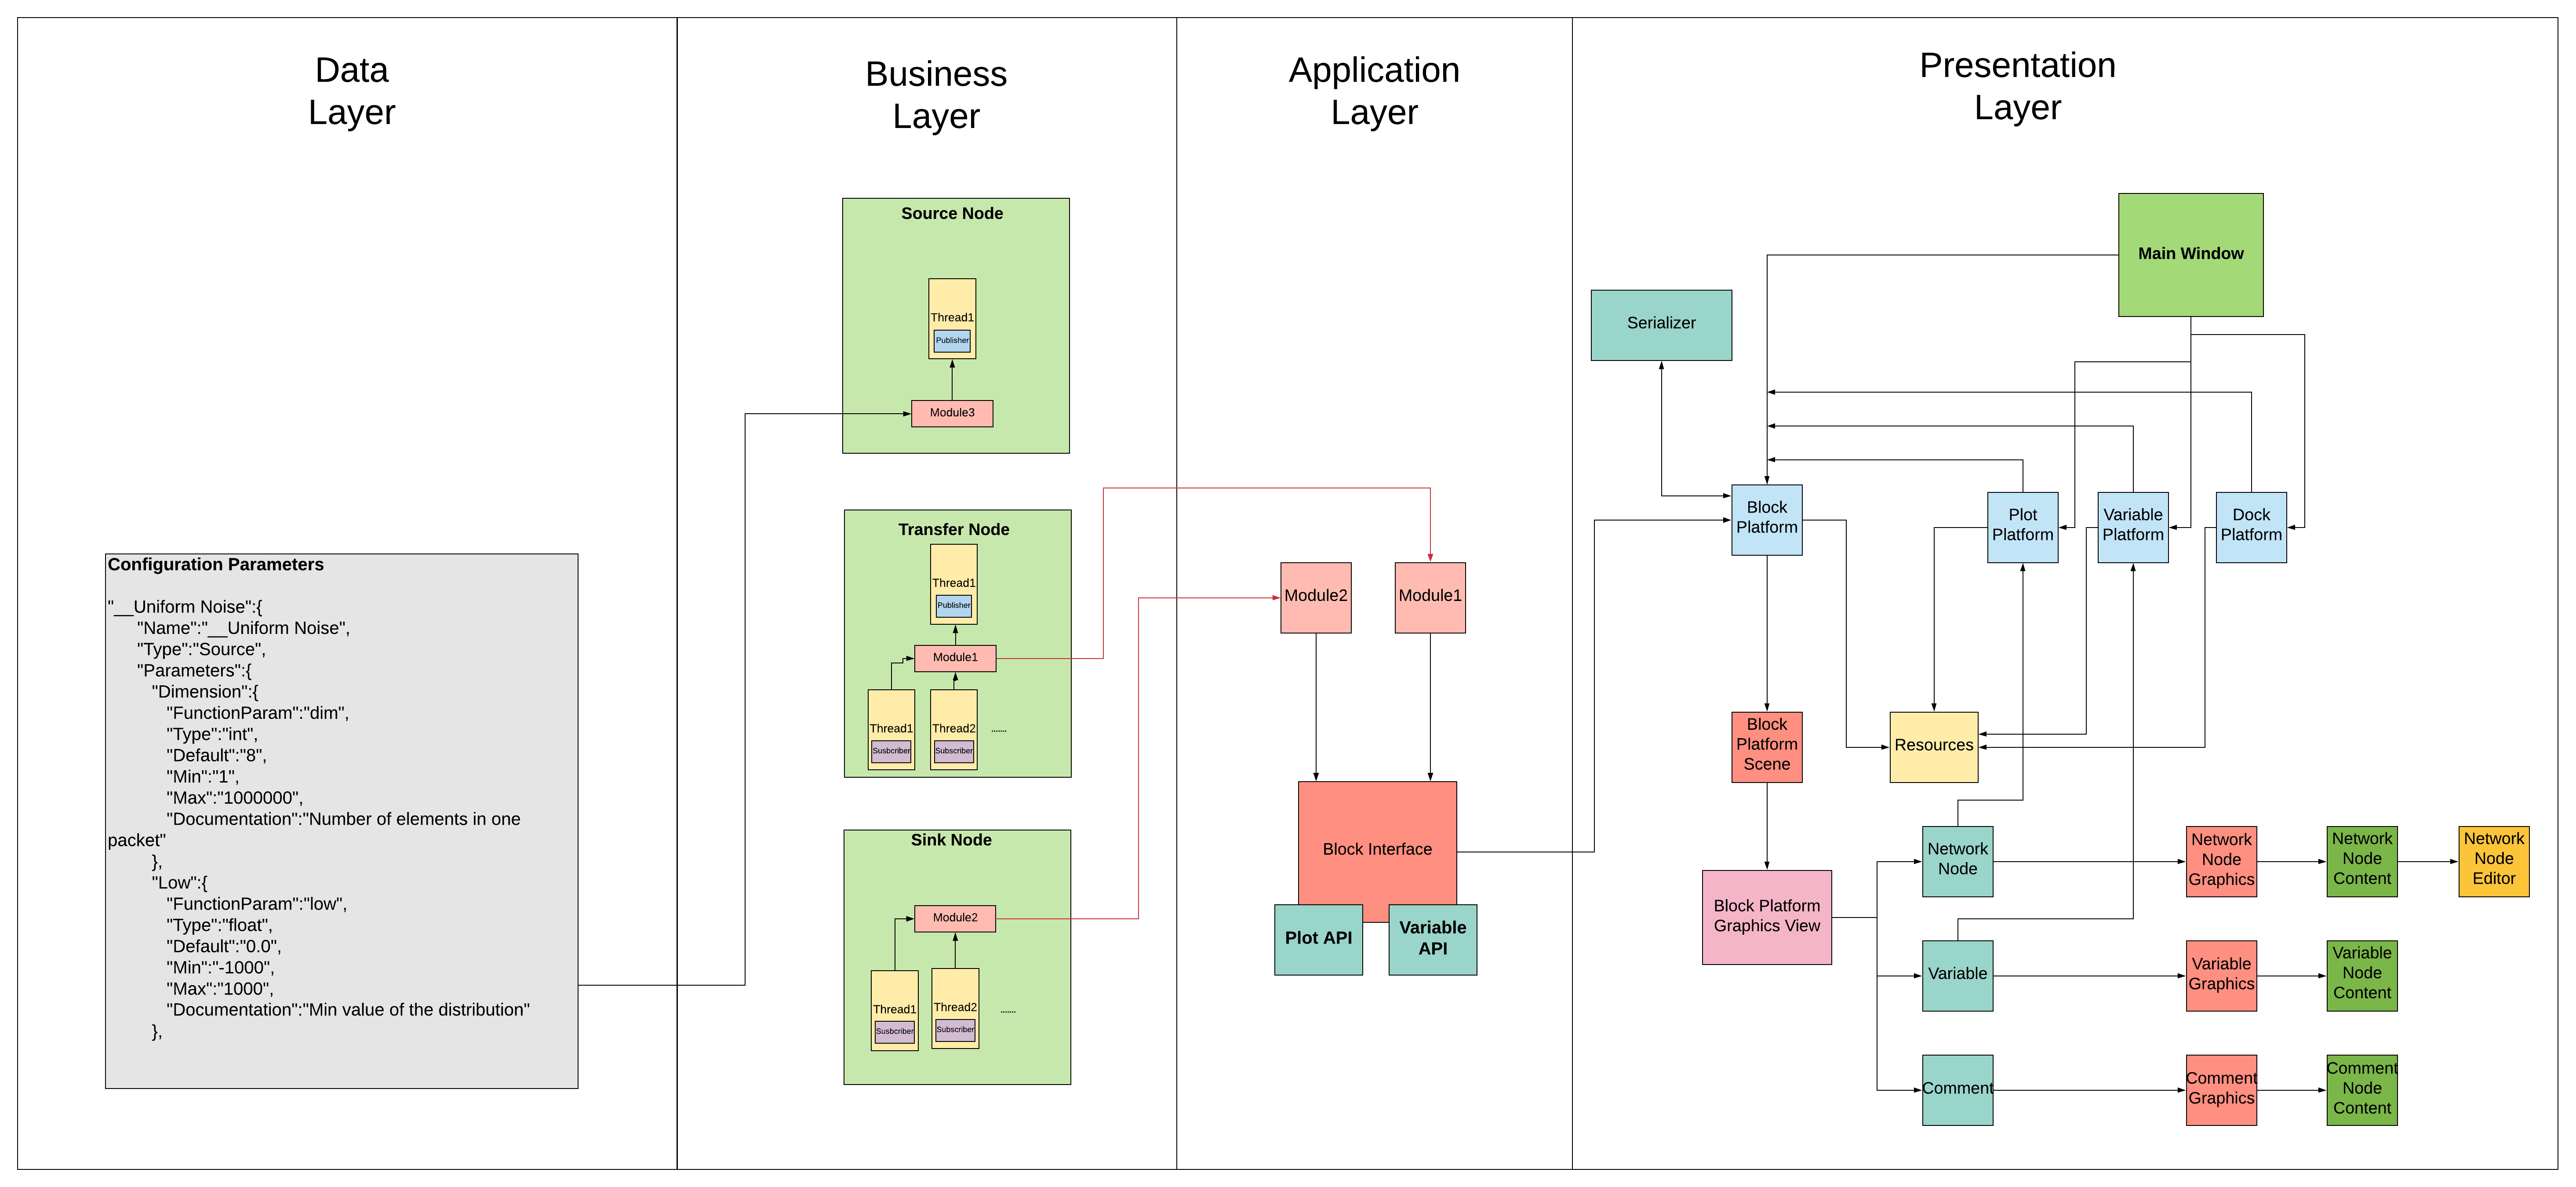 Data
Layer
Business
Layer
Application
Layer
Presentation
Layer
Configuration Parameters
"__Uniform Noise":{
"Name":"__Uniform Noise",
"Type":"Source",
"Parameters":{
"Dimension":{
"FunctionParam":"dim",
"Type":"int",
"Default":"8",
"Min":"1",
"Max":"1000000",
"Documentation":"Number of elements in one
packet"
},
"Low":{
"FunctionParam":"low",
"Type":"float",
"Default":"0.0",
"Min":"-1000",
"Max":"1000",
"Documentation":"Min value of the distribution"
},
Source Node
Thread1
Publisher
Module3
Transfer Node
Thread1
Publisher
Module1
Thread1
Susbcriber
Thread2
Subscriber
.......
Sink Node
Module2
Thread1
Susbcriber
Thread2
Subscriber
.......
Module2
Module1
Block Interface
Plot API
Variable
API
Main Window
Serializer
Block
Platform
Plot
Platform
Variable
Platform
Dock
Platform
Block
Platform
Scene
Resources
Block Platform
Graphics View
Network
Node
Network
Node
Graphics
Network
Node
Content
Network
Node
Editor
Variable
Variable
Graphics
Variable
Node
Content
Comment
Comment
Graphics
Comment
Node
Content